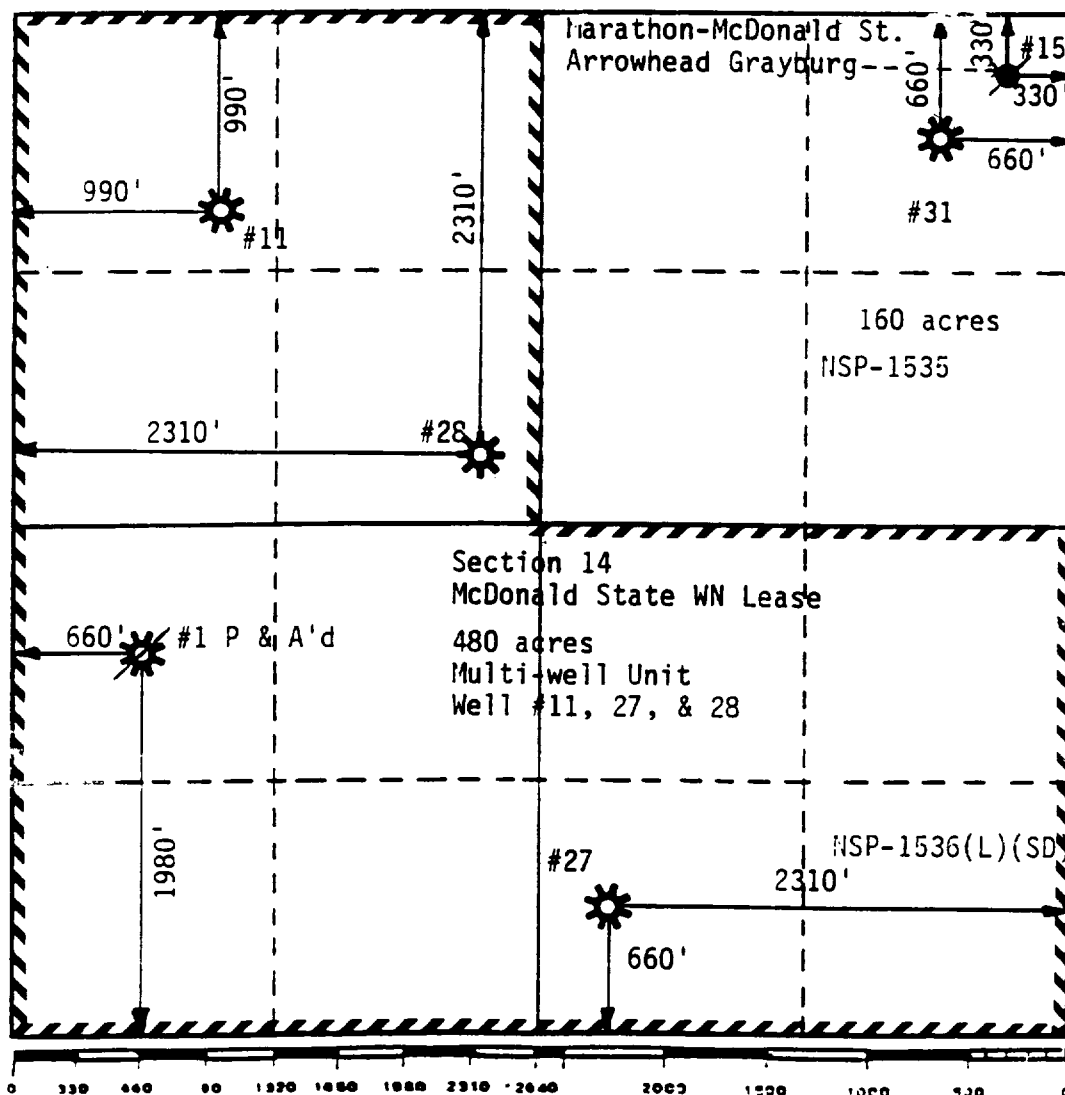 Marathon-McDonald St.
Arrowhead Grayburg--
#15
330'
330'
660'
660'
#31
990'
990'
#11
2310'
2310'
#28
160 acres
NSP-1535
Section 14
McDonald State WN Lease
480 acres
Multi-well Unit
Well #11, 27, & 28
660'
#1 P & A'd
1980'
NSP-1536(L)(SD
#27
2310'
660'
0 330 660 90 1320 1650 1980 2310 2640 2000 1500 1000 500 0